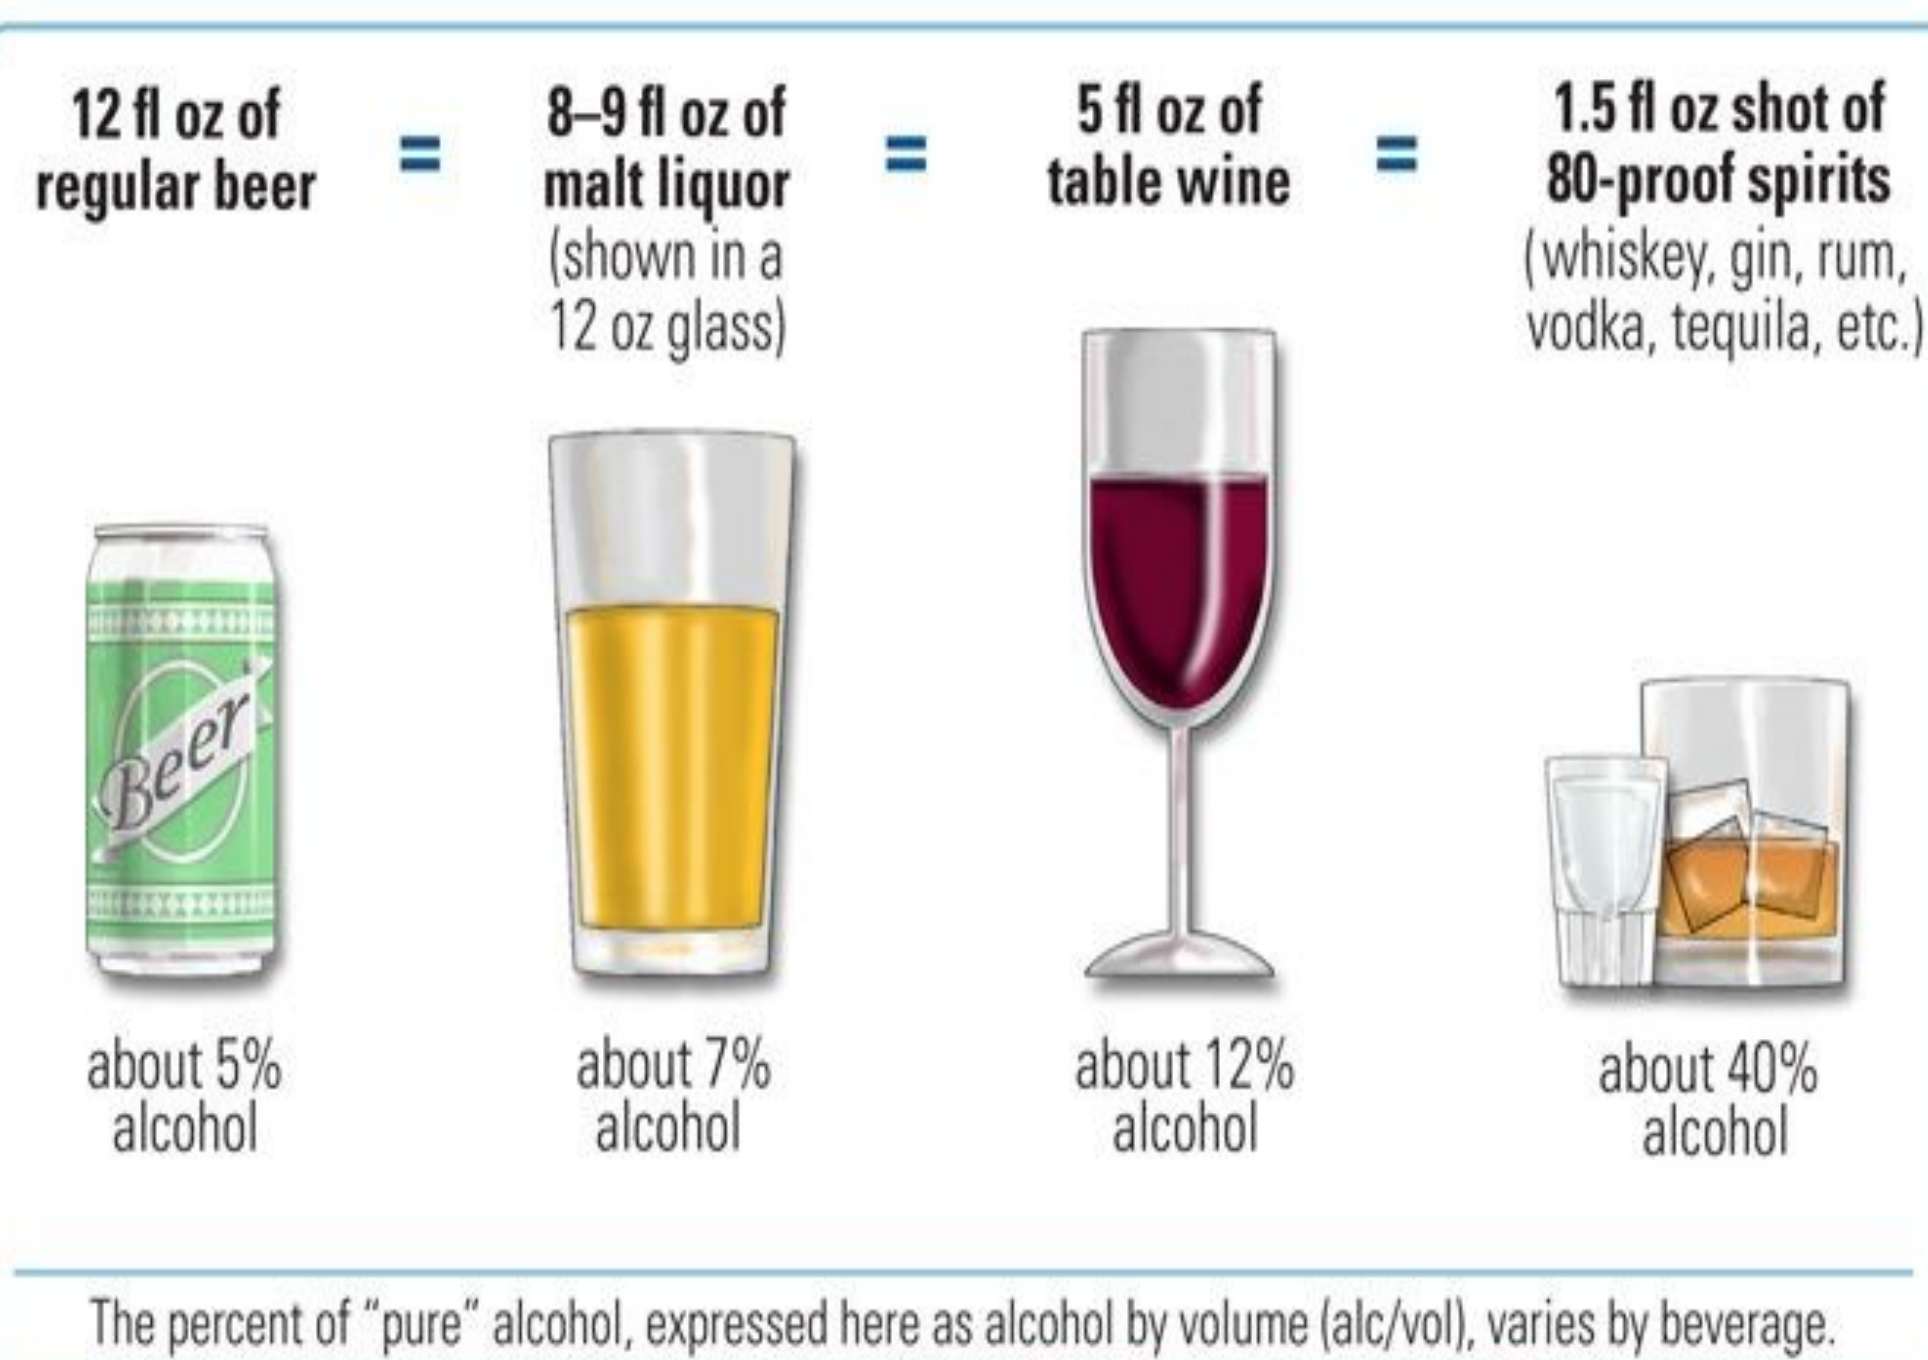 12 fl oz of
regular beer
=
8–9 fl oz of
malt liquor
(shown in a
12 oz glass)
=
5 fl oz of
table wine
=
1.5 fl oz shot of
80-proof spirits
(whiskey, gin, rum,
vodka, tequila, etc.)
Beer
about 5%
alcohol
about 7%
alcohol
about 12%
alcohol
about 40%
alcohol
The percent of “pure” alcohol, expressed here as alcohol by volume (alc/vol), varies by beverage.